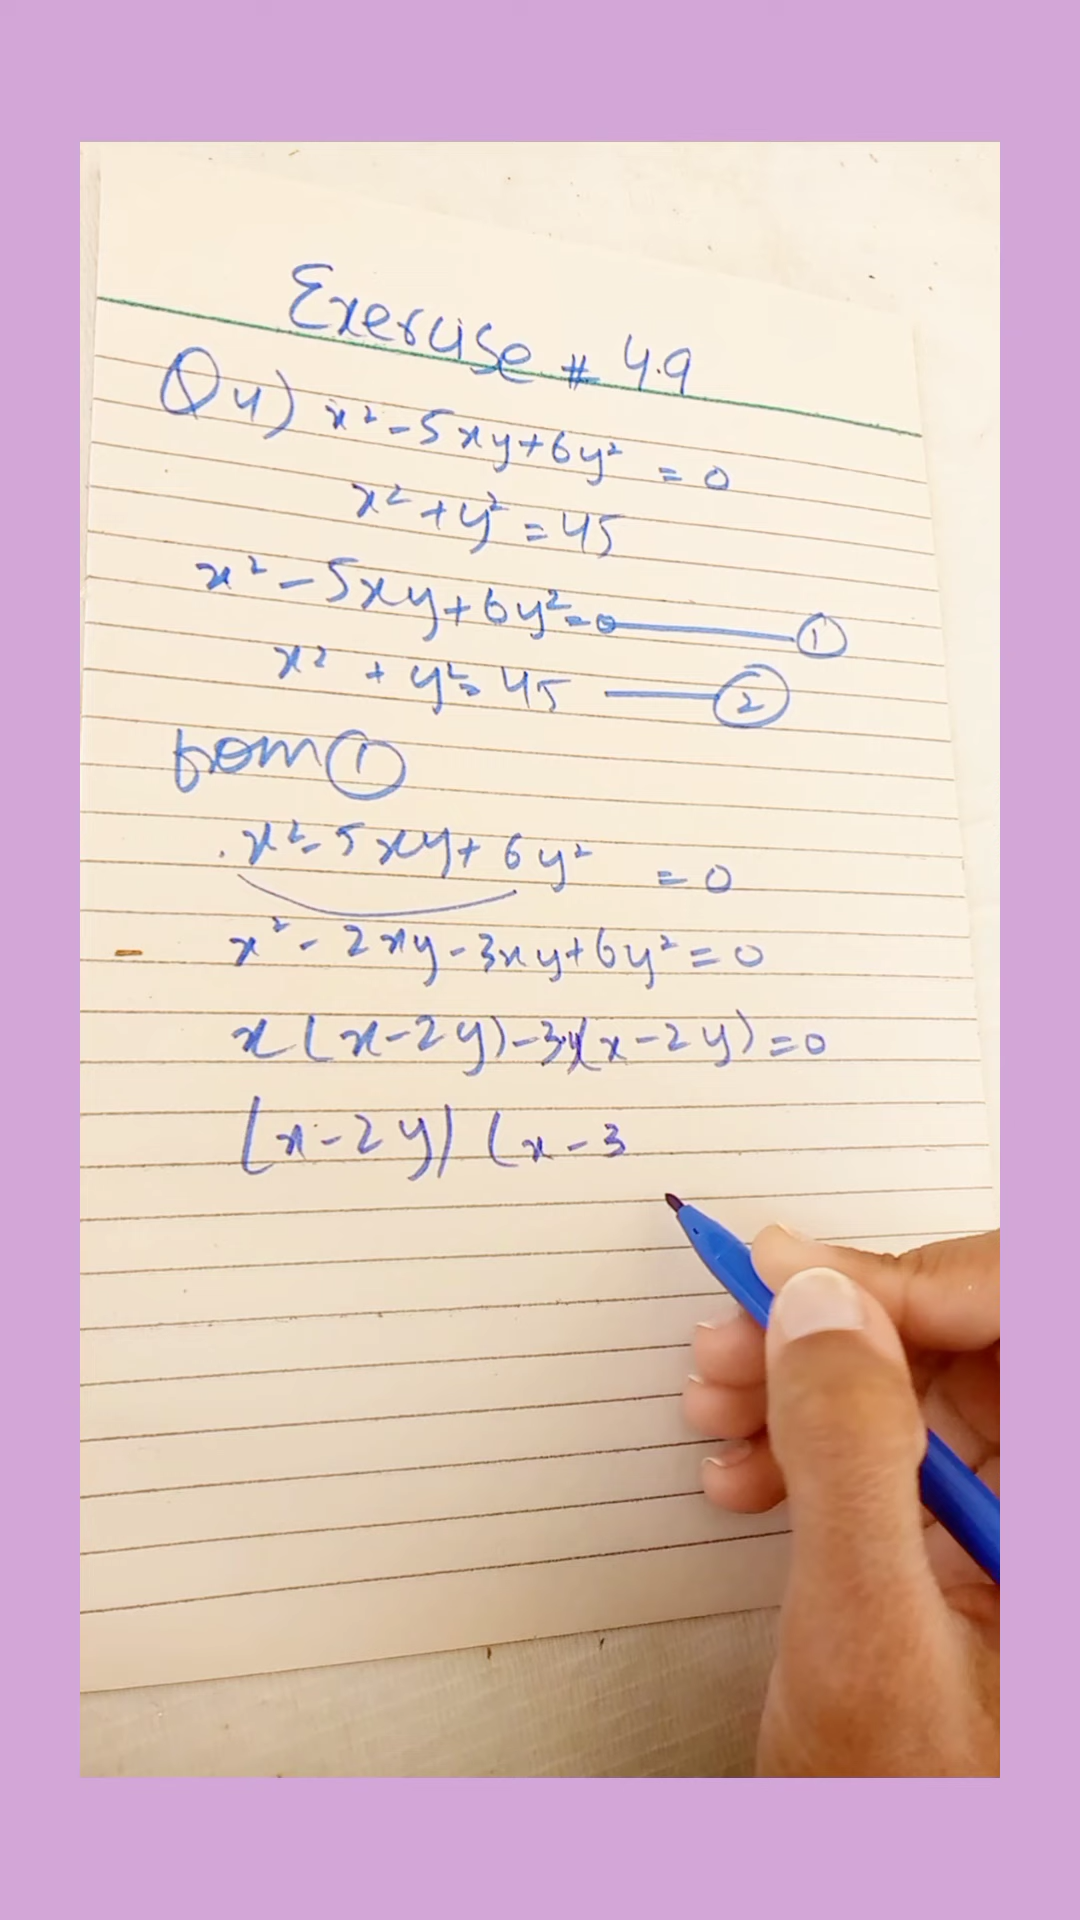 Exercise # 4.9
Q4) x²-5xy+6y² = 0
x²+y²=45
x²-5xy+6y²=0 — ①
x²+y²=45 — ②
from ①
x²-5xy+6y² = 0
x²-2xy-3xy+6y²=0
x(x-2y)-3y(x-2y)=0
(x-2y)(x-3